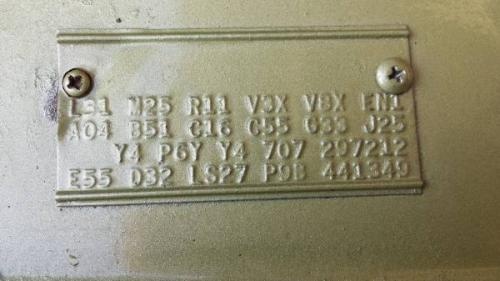 L31 M25 R11 V3X V8X EN1
A04 B51 C16 C55 G33 J25
Y4 P6Y Y4 707 297212
E55 D32 LS27 P9B 441349